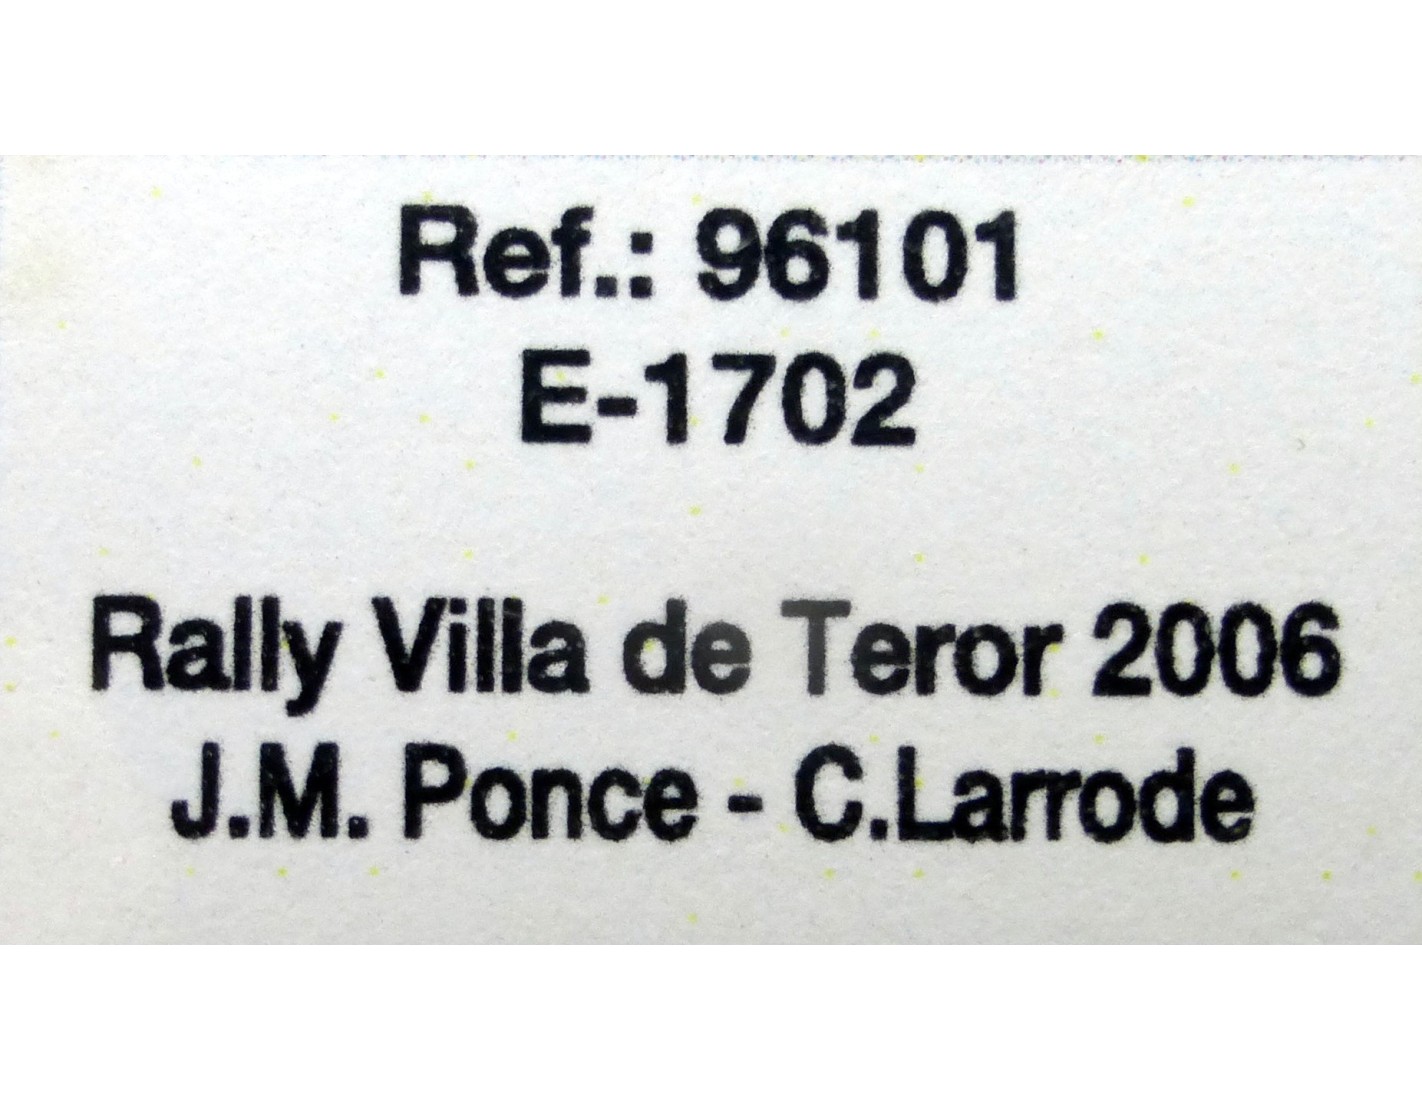 Ref.: 96101
E-1702
Rally Villa de Teror 2006
J.M. Ponce - C.Larrode